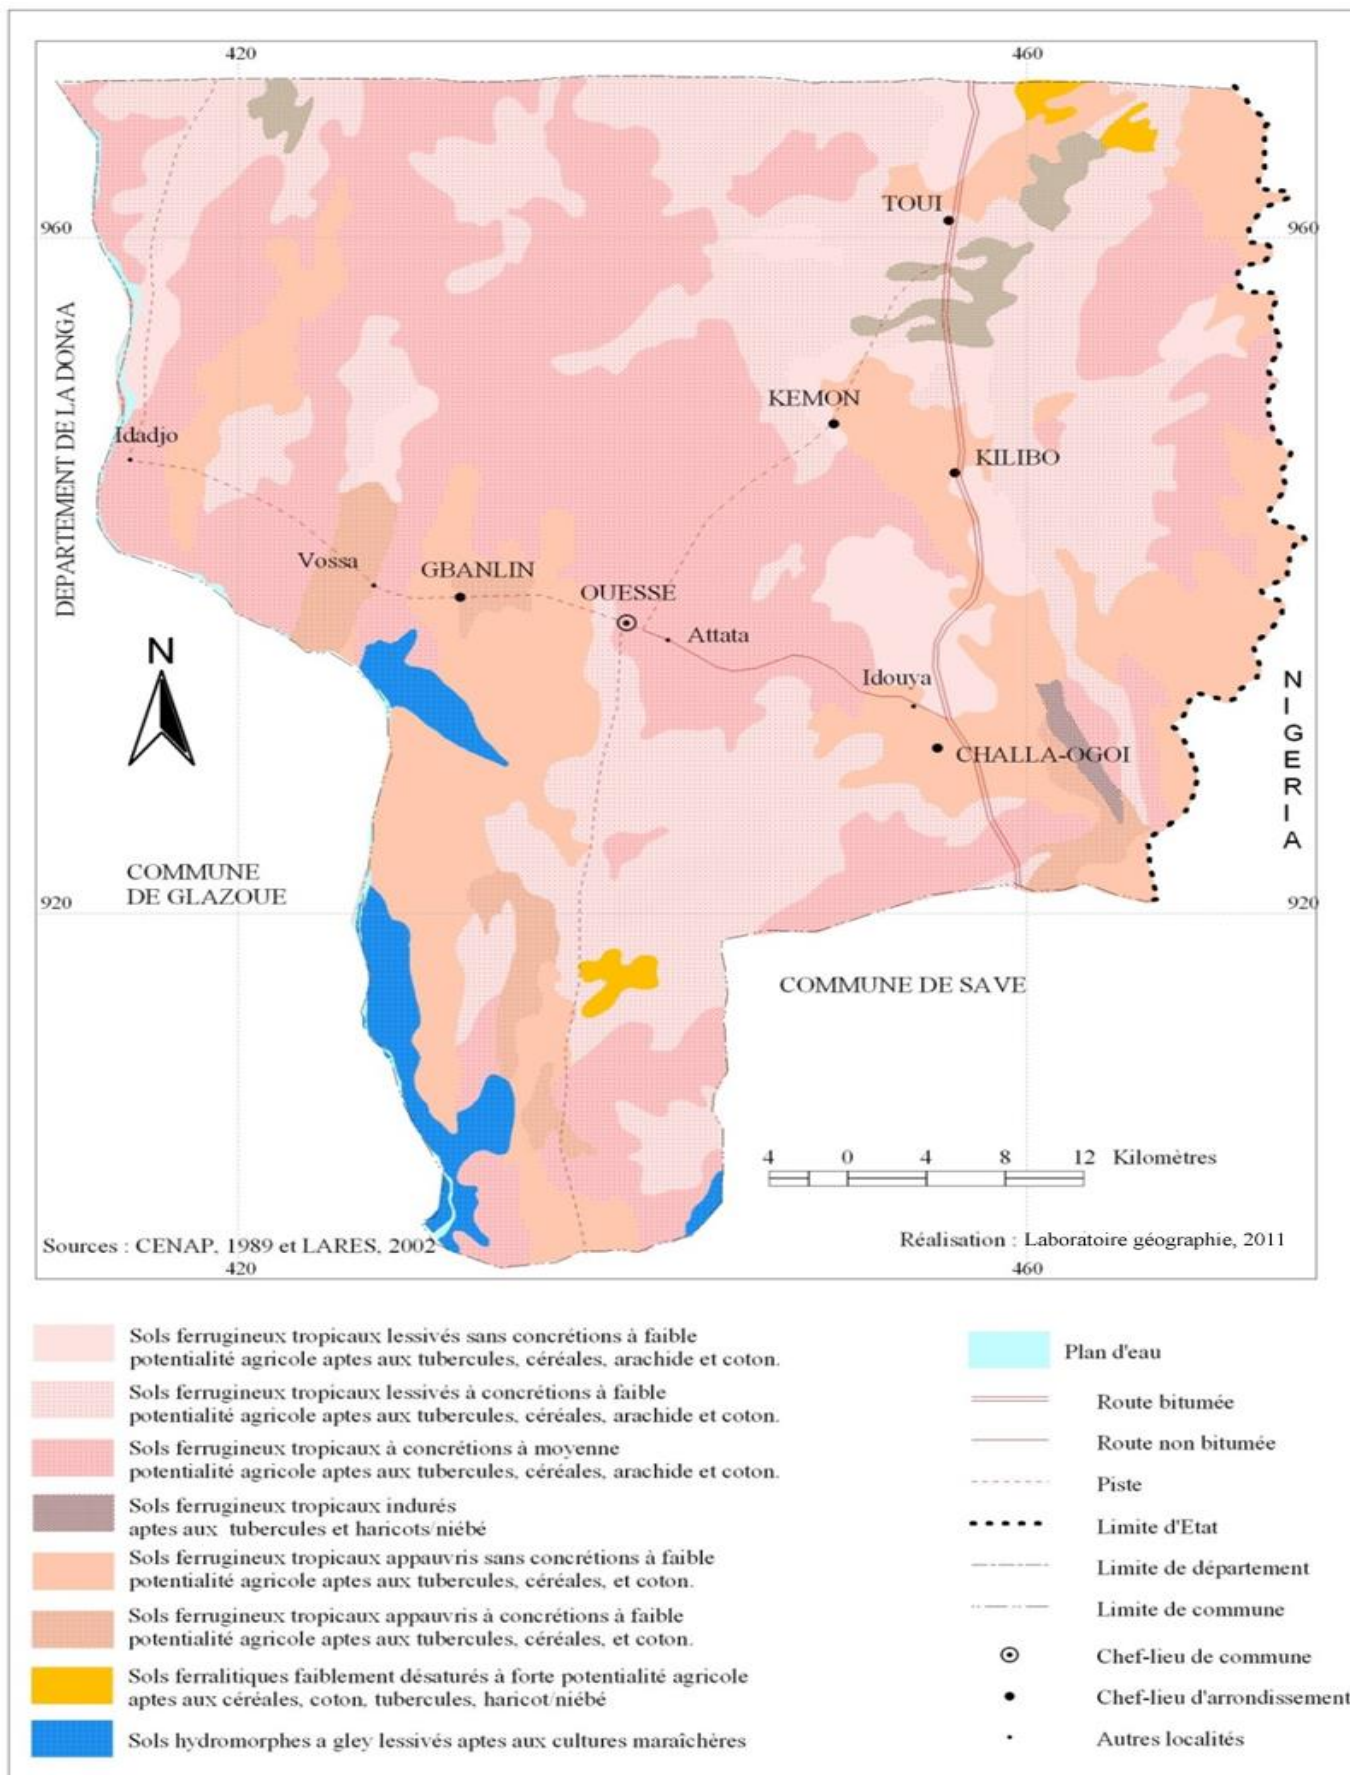 420
460
TOUI
960
960
DEPARTEMENT DE LA DONGA
KEMON
Idadjo
KILIBO
Vossa
GBANLIN
OUESSE
Attata
N
Idouya
NIGERIA
CHALLA-OGOI
COMMUNE
DE GLAZOUE
920
920
COMMUNE DE SAVE
4 0 4 8 12 Kilomètres
Sources : CENAP, 1989 et LARES, 2002
Réalisation : Laboratoire géographie, 2011
420
460
Sols ferrugineux tropicaux lessivés sans concrétions à faible
potentialité agricole aptes aux tubercules, céréales, arachide et coton.
Sols ferrugineux tropicaux lessivés à concrétions à faible
potentialité agricole aptes aux tubercules, céréales, arachide et coton.
Sols ferrugineux tropicaux à concrétions à moyenne
potentialité agricole aptes aux tubercules, céréales, arachide et coton.
Sols ferrugineux tropicaux indurés
aptes aux tubercules et haricots/niébé
Sols ferrugineux tropicaux appauvris sans concrétions à faible
potentialité agricole aptes aux tubercules, céréales, et coton.
Sols ferrugineux tropicaux appauvris à concrétions à faible
potentialité agricole aptes aux tubercules, céréales, et coton.
Sols ferralitiques faiblement désaturés à forte potentialité agricole
aptes aux céréales, coton, tubercules, haricot/niébé
Sols hydromorphes a gley lessivés aptes aux cultures maraîchères
Plan d'eau
Route bitumée
Route non bitumée
Piste
Limite d'Etat
Limite de département
Limite de commune
Chef-lieu de commune
Chef-lieu d'arrondissement
Autres localités